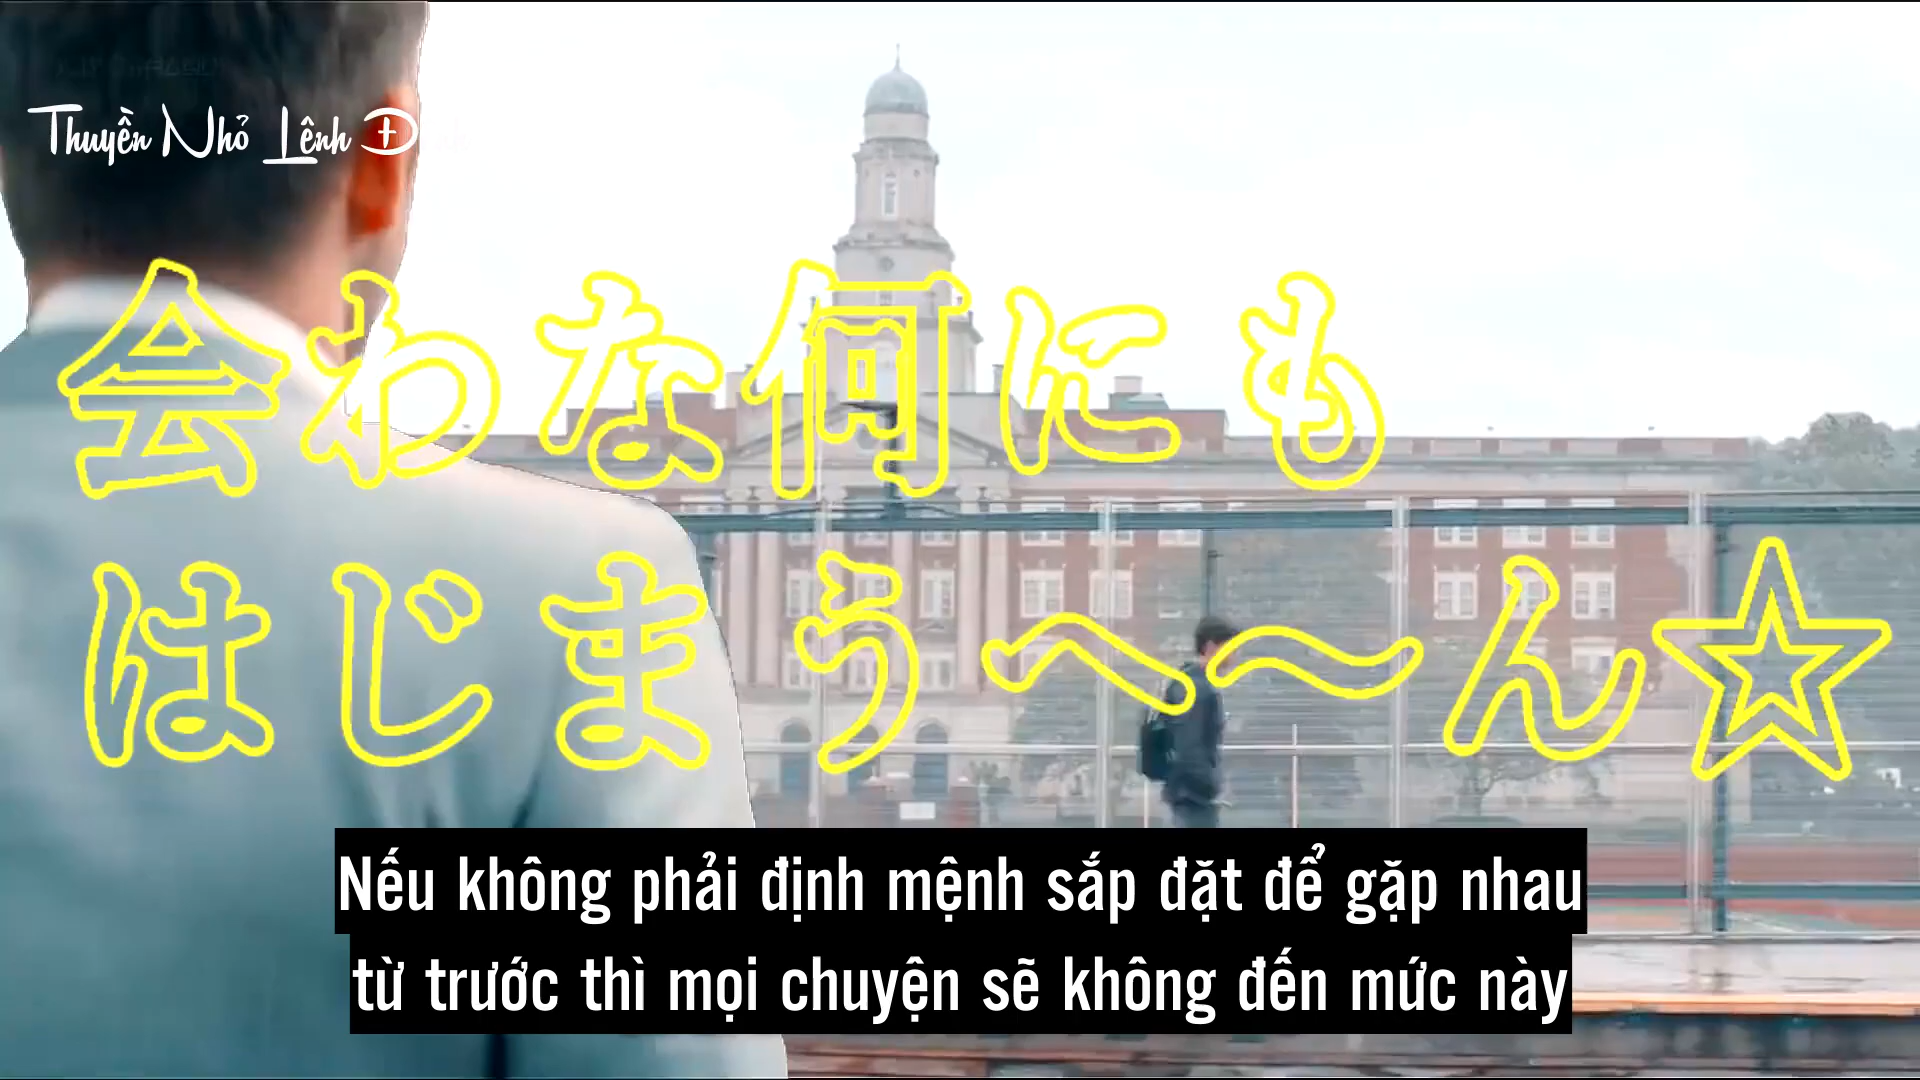 Thuyền Nhỏ Lênh Đ
会わな何にも
はじまうへ～ん☆
Nếu không phải định mệnh sắp đặt để gặp nhau
từ trước thì mọi chuyện sẽ không đến mức này